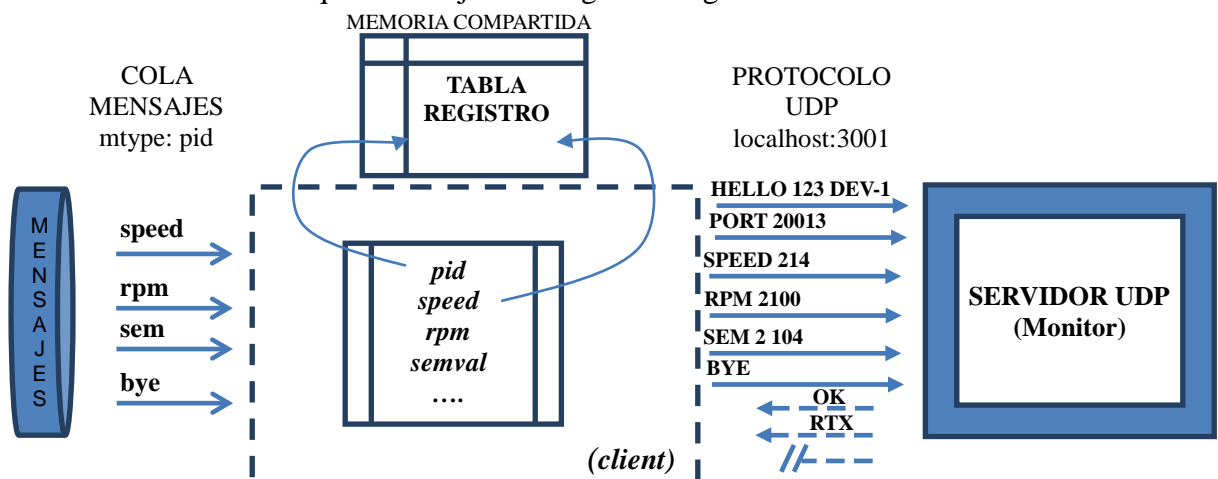 MEMORIA COMPARTIDA
COLA
MENSAJES
mtype: pid
TABLA
REGISTRO
PROTOCOLO
UDP
localhost:3001
MENSAJES
speed
rpm
sem
bye
pid
speed
rpm
semval
....
(client)
HELLO 123 DEV-1
PORT 20013
SPEED 214
RPM 2100
SEM 2 104
BYE
OK
RTX
SERVIDOR UDP
(Monitor)